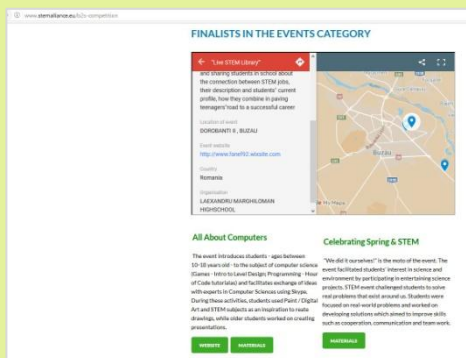 www.stemalliance.eu/s2v-competition
FINALISTS IN THE EVENTS CATEGORY
"Live STEM Library"
and sharing students in school about
the connection between STEM jobs,
their description and students' current
profile, how they combine in paving
teenagers'road to a successful career
Location of event
DOROBANTI II , BUZAU
Event website
Country
Romania
Organisation
LAEXANDRU MARGHILOMAN
HIGHSCHOOL
Buzau
All About Computers
The event introduces students - ages between
10-18 years old - to the subject of computer science
(Games - Intro to Level Design; Programming - Hour
of Code tutorials) and facilitates exchange of ideas
with experts in Computer Sciences using Skype.
During these activities, students used Paint / Digital
Art and STEM subjects as an inspiration to create
drawings, while older students worked on creating
presentations.
WEBSITE
MATERIALS
Celebrating Spring & STEM
"We did it ourselves!" is the moto of the event. The
event facilitated students' interest in science and
environment by participating in entertaining science
projects. STEM event challenged students to solve
real problems that exist around us. Students were
focused on real-world problems and worked on
developing solutions which aimed to improve skills
such as cooperation, communication and team work.
MATERIALS